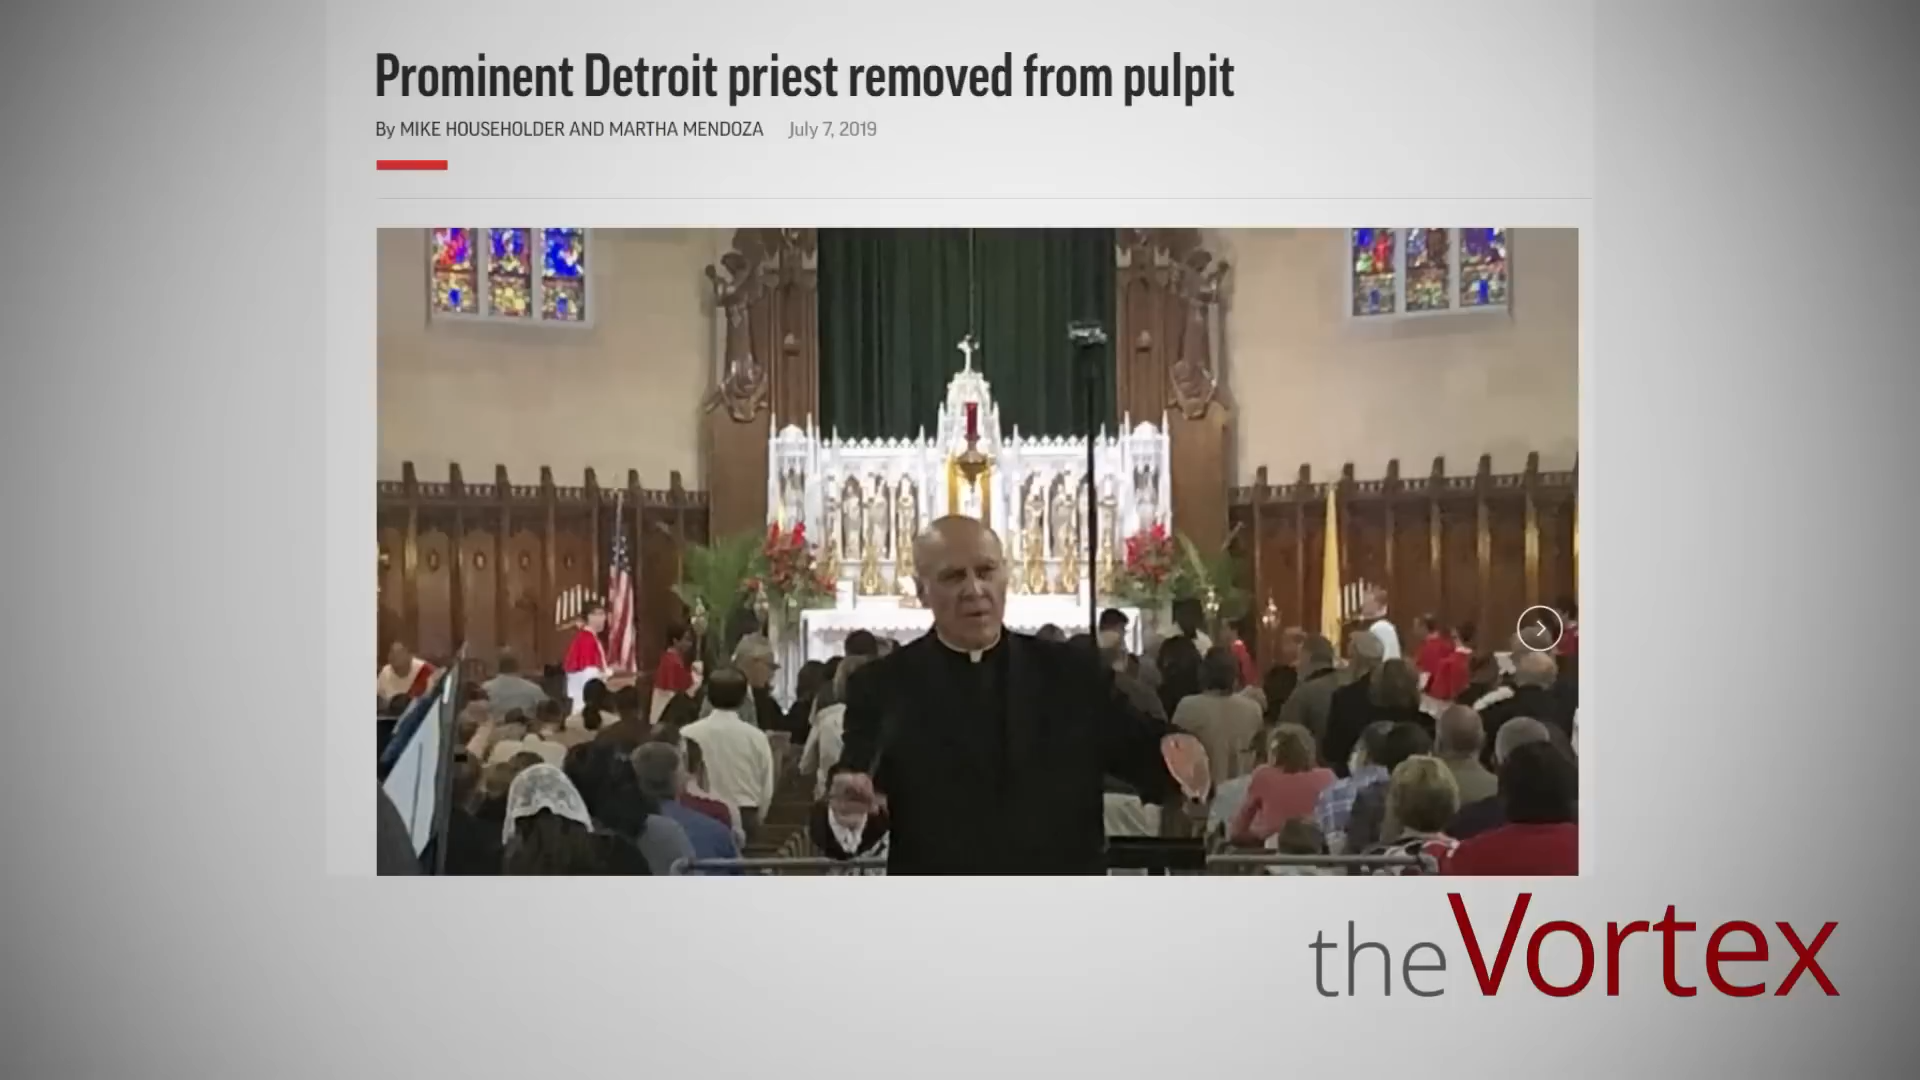 Prominent Detroit priest removed from pulpit
By MIKE HOUSEHOLDER AND MARTHA MENDOZA July 7, 2019
theVortex